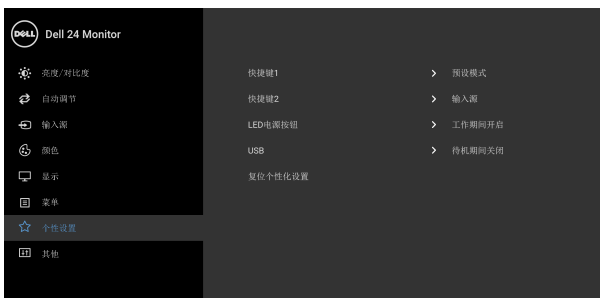 DELL Dell 24 Monitor
亮度/对比度
快捷键1 预设模式
自动调节
快捷键2 输入源
输入源
LED电源按钮 工作期间开启
颜色
USB 待机期间关闭
显示
复位个性化设置
菜单
个性设置
其他